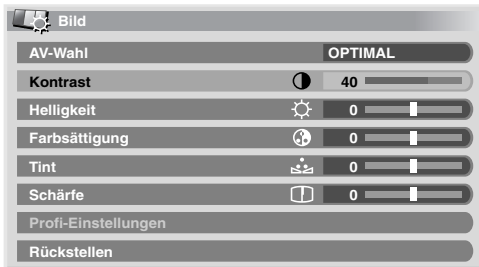 Bild
AV-Wahl OPTIMAL
Kontrast 40
Helligkeit 0
Farbsättigung 0
Tint 0
Schärfe 0
Profi-Einstellungen
Rückstellen